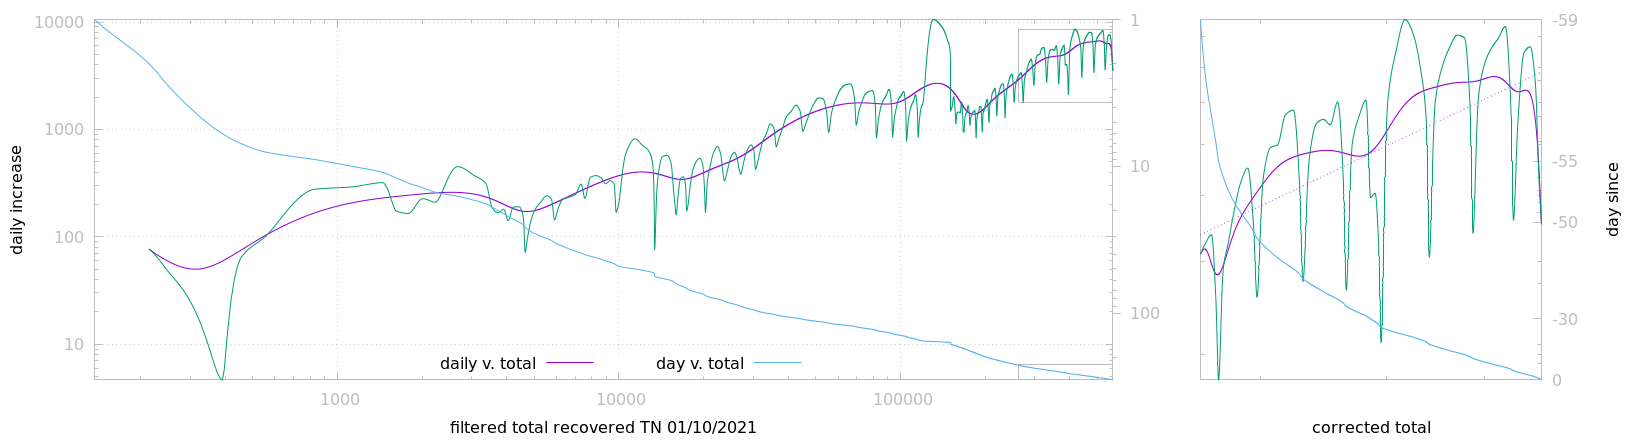 10000
1000
100
10
daily increase
1
10
100
daily v. total
day v. total
1000
10000
100000
filtered total recovered TN 01/10/2021
-59
-55
-50
-30
0
day since
corrected total